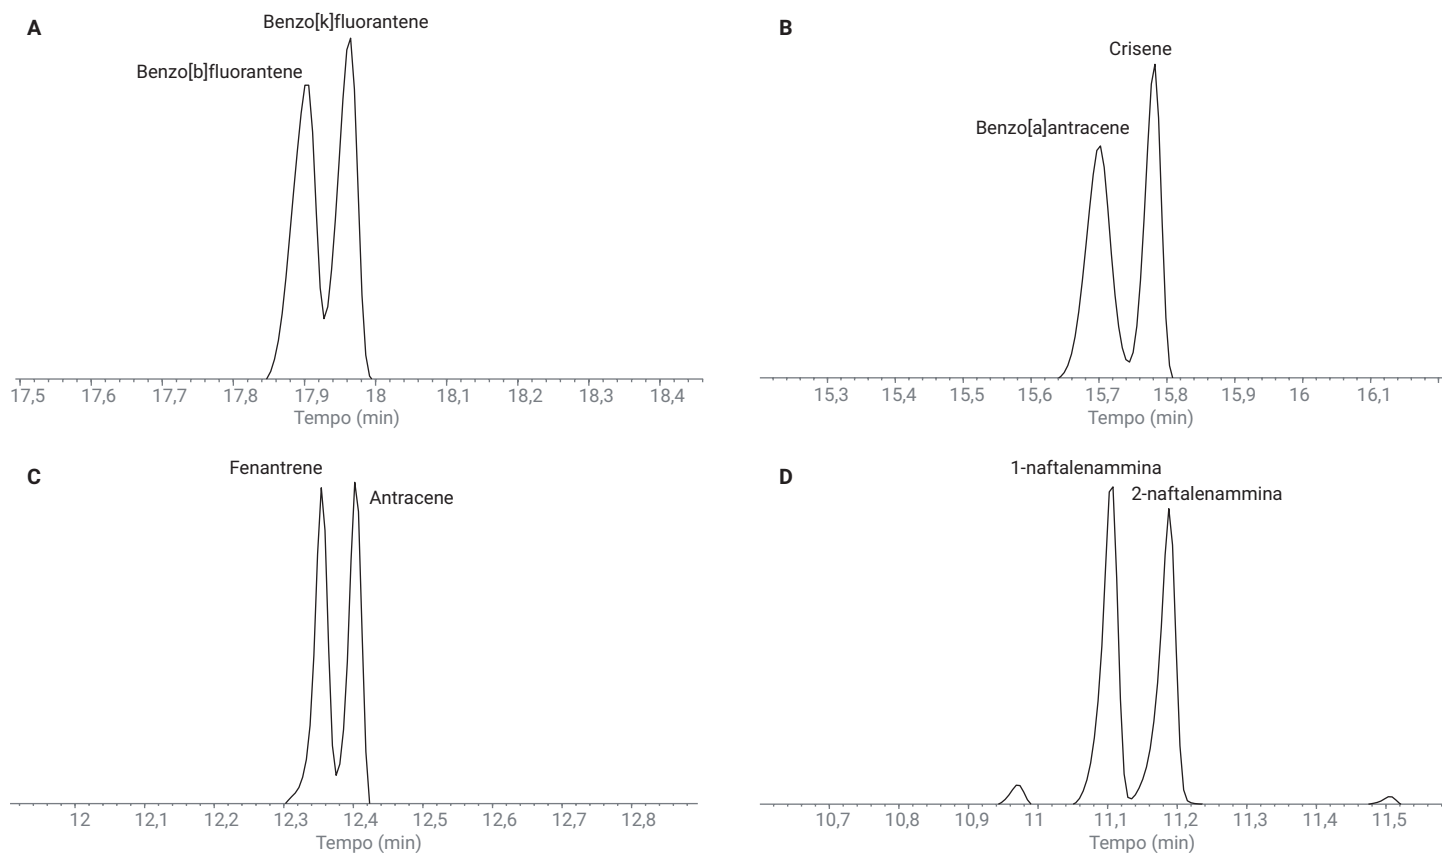 A
Benzo[k]fluorantene
Benzo[b]fluorantene
17,5 17,6 17,7 17,8 17,9 18 18,1 18,2 18,3 18,4
Tempo (min)
B
Crisene
Benzo[a]antracene
15,3 15,4 15,5 15,6 15,7 15,8 15,9 16 16,1
Tempo (min)
C
Fenantrene
Antracene
12 12,1 12,2 12,3 12,4 12,5 12,6 12,7 12,8
Tempo (min)
D
1-naftalenammina
2-naftalenammina
10,7 10,8 10,9 11 11,1 11,2 11,3 11,4 11,5
Tempo (min)